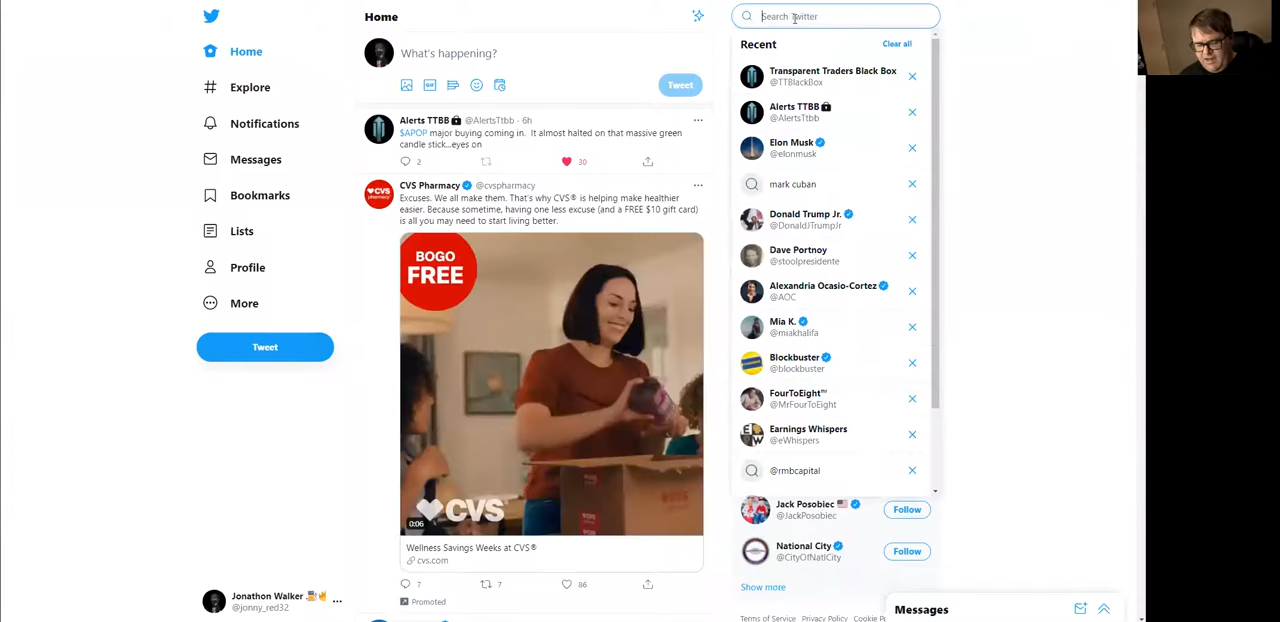 Home
Explore
Notifications
Messages
Bookmarks
Lists
Profile
More
Tweet
Jonathon Walker
@jonny_red32
Home
What's happening?
GIF
Tweet
Alerts TTBB @AlertsTtbb · 6h
$APOP major buying coming in. It almost halted on that massive green
candle stick...eyes on
2
30
CVS Pharmacy @cvspharmacy
Excuses. We all make them. That's why CVS® is helping make healthier
easier. Because sometime, having one less excuse (and a FREE $10 gift card)
is all you may need to start living better.
BOGO
FREE
CVS
0:06
Wellness Savings Weeks at CVS®
cvs.com
7
7
86
Promoted
Search Twitter
Recent
Clear all
Transparent Traders Black Box
@TTBlackBox
Alerts TTBB
@AlertsTtbb
Elon Musk
@elonmusk
mark cuban
Donald Trump Jr.
@DonaldJTrumpJr
Dave Portnoy
@stoolpresidente
Alexandria Ocasio-Cortez
@AOC
Mia K.
@miakhalifa
Blockbuster
@blockbuster
FourToEight™
@MrFourToEight
Earnings Whispers
@eWhispers
@rmbcapital
Jack Posobiec
@JackPosobiec
Follow
National City
@CityOfNatlCity
Follow
Show more
Terms of Service Privacy Policy Cookie
Messages